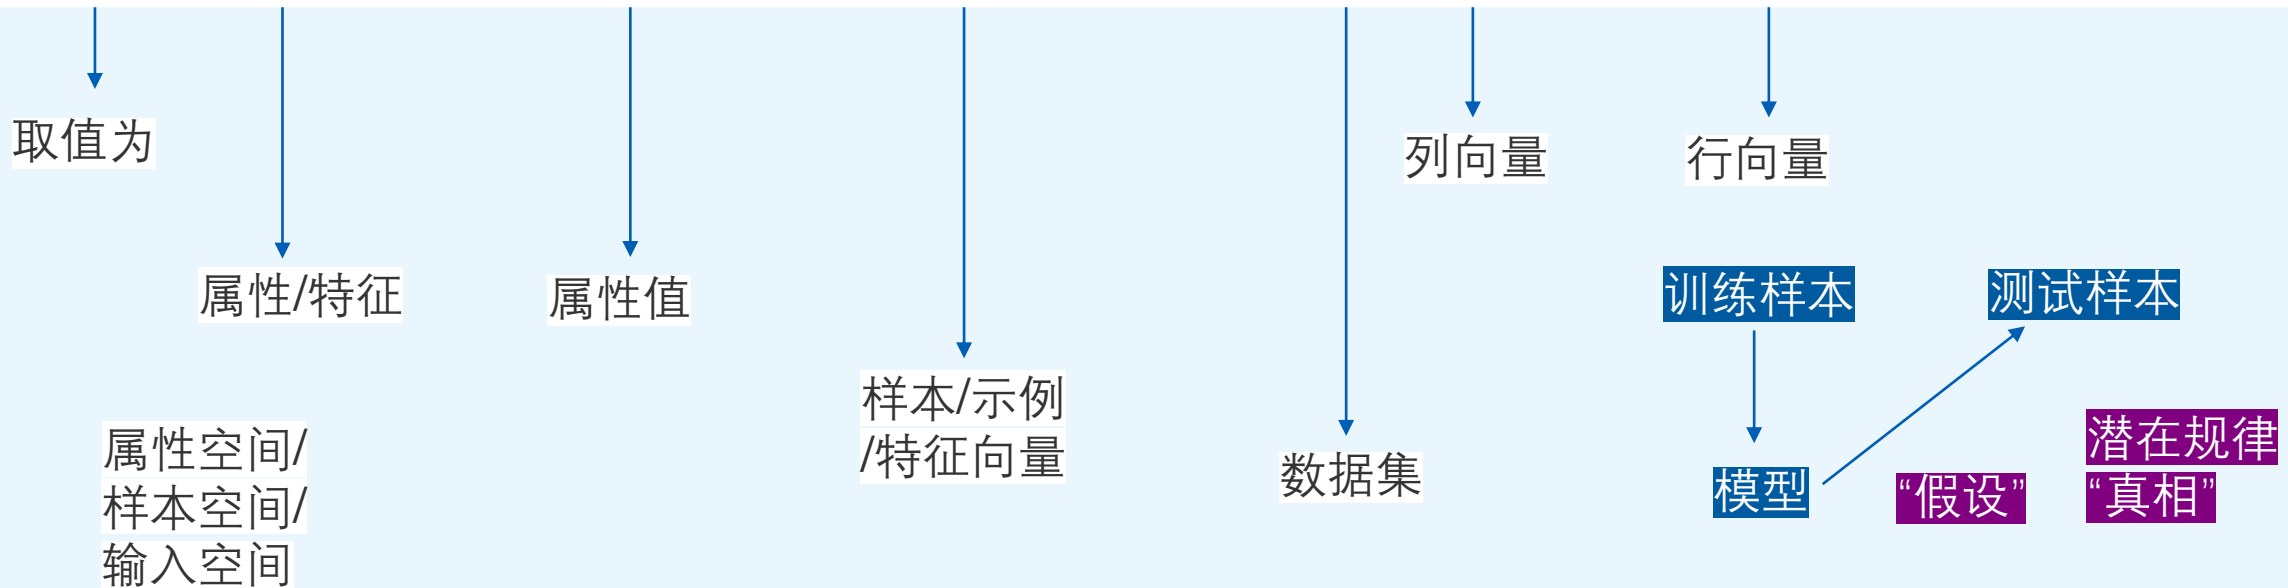 取值为
列向量
行向量
属性/特征
属性值
训练样本
测试样本
样本/示例
/特征向量
属性空间/
样本空间/
输入空间
数据集
模型
“假设”
潜在规律
“真相”